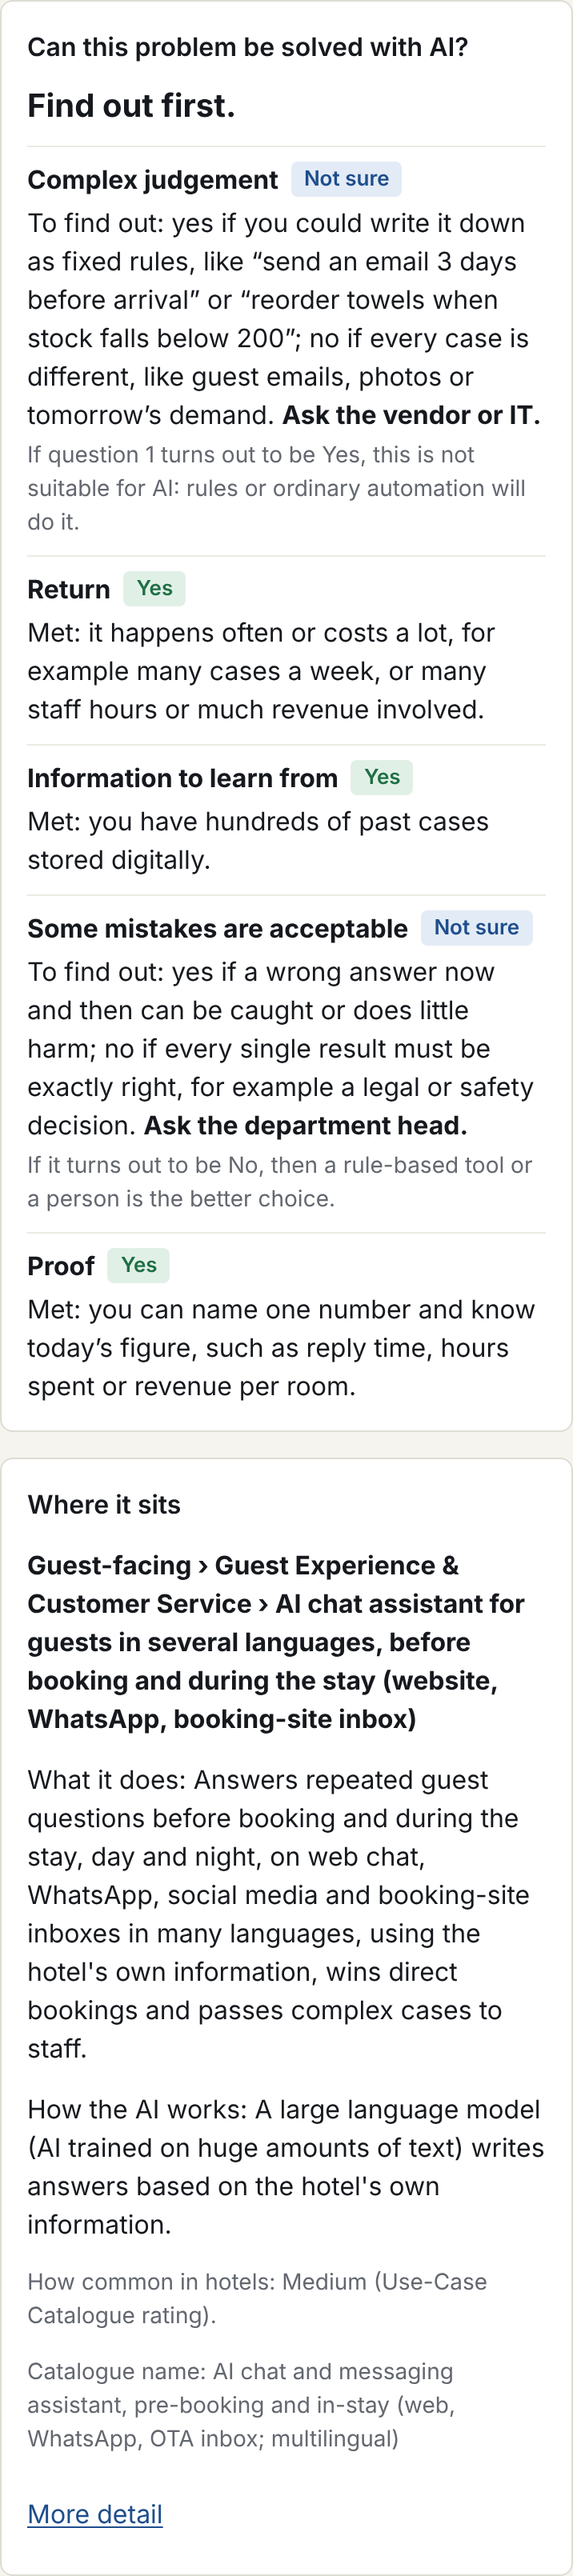 Can this problem be solved with AI?
Find out first.
Complex judgement Not sure
To find out: yes if you could write it down
as fixed rules, like “send an email 3 days
before arrival” or “reorder towels when
stock falls below 200”; no if every case is
different, like guest emails, photos or
tomorrow’s demand. Ask the vendor or IT.
If question 1 turns out to be Yes, this is not
suitable for AI: rules or ordinary automation will
do it.
Return Yes
Met: it happens often or costs a lot, for
example many cases a week, or many
staff hours or much revenue involved.
Information to learn from Yes
Met: you have hundreds of past cases
stored digitally.
Some mistakes are acceptable Not sure
To find out: yes if a wrong answer now
and then can be caught or does little
harm; no if every single result must be
exactly right, for example a legal or safety
decision. Ask the department head.
If it turns out to be No, then a rule-based tool or
a person is the better choice.
Proof Yes
Met: you can name one number and know
today’s figure, such as reply time, hours
spent or revenue per room.
Where it sits
Guest-facing › Guest Experience &
Customer Service › AI chat assistant for
guests in several languages, before
booking and during the stay (website,
WhatsApp, booking-site inbox)
What it does: Answers repeated guest
questions before booking and during the
stay, day and night, on web chat,
WhatsApp, social media and booking-site
inboxes in many languages, using the
hotel's own information, wins direct
bookings and passes complex cases to
staff.
How the AI works: A large language model
(AI trained on huge amounts of text) writes
answers based on the hotel's own
information.
How common in hotels: Medium (Use-Case
Catalogue rating).
Catalogue name: AI chat and messaging
assistant, pre-booking and in-stay (web,
WhatsApp, OTA inbox; multilingual)
More detail